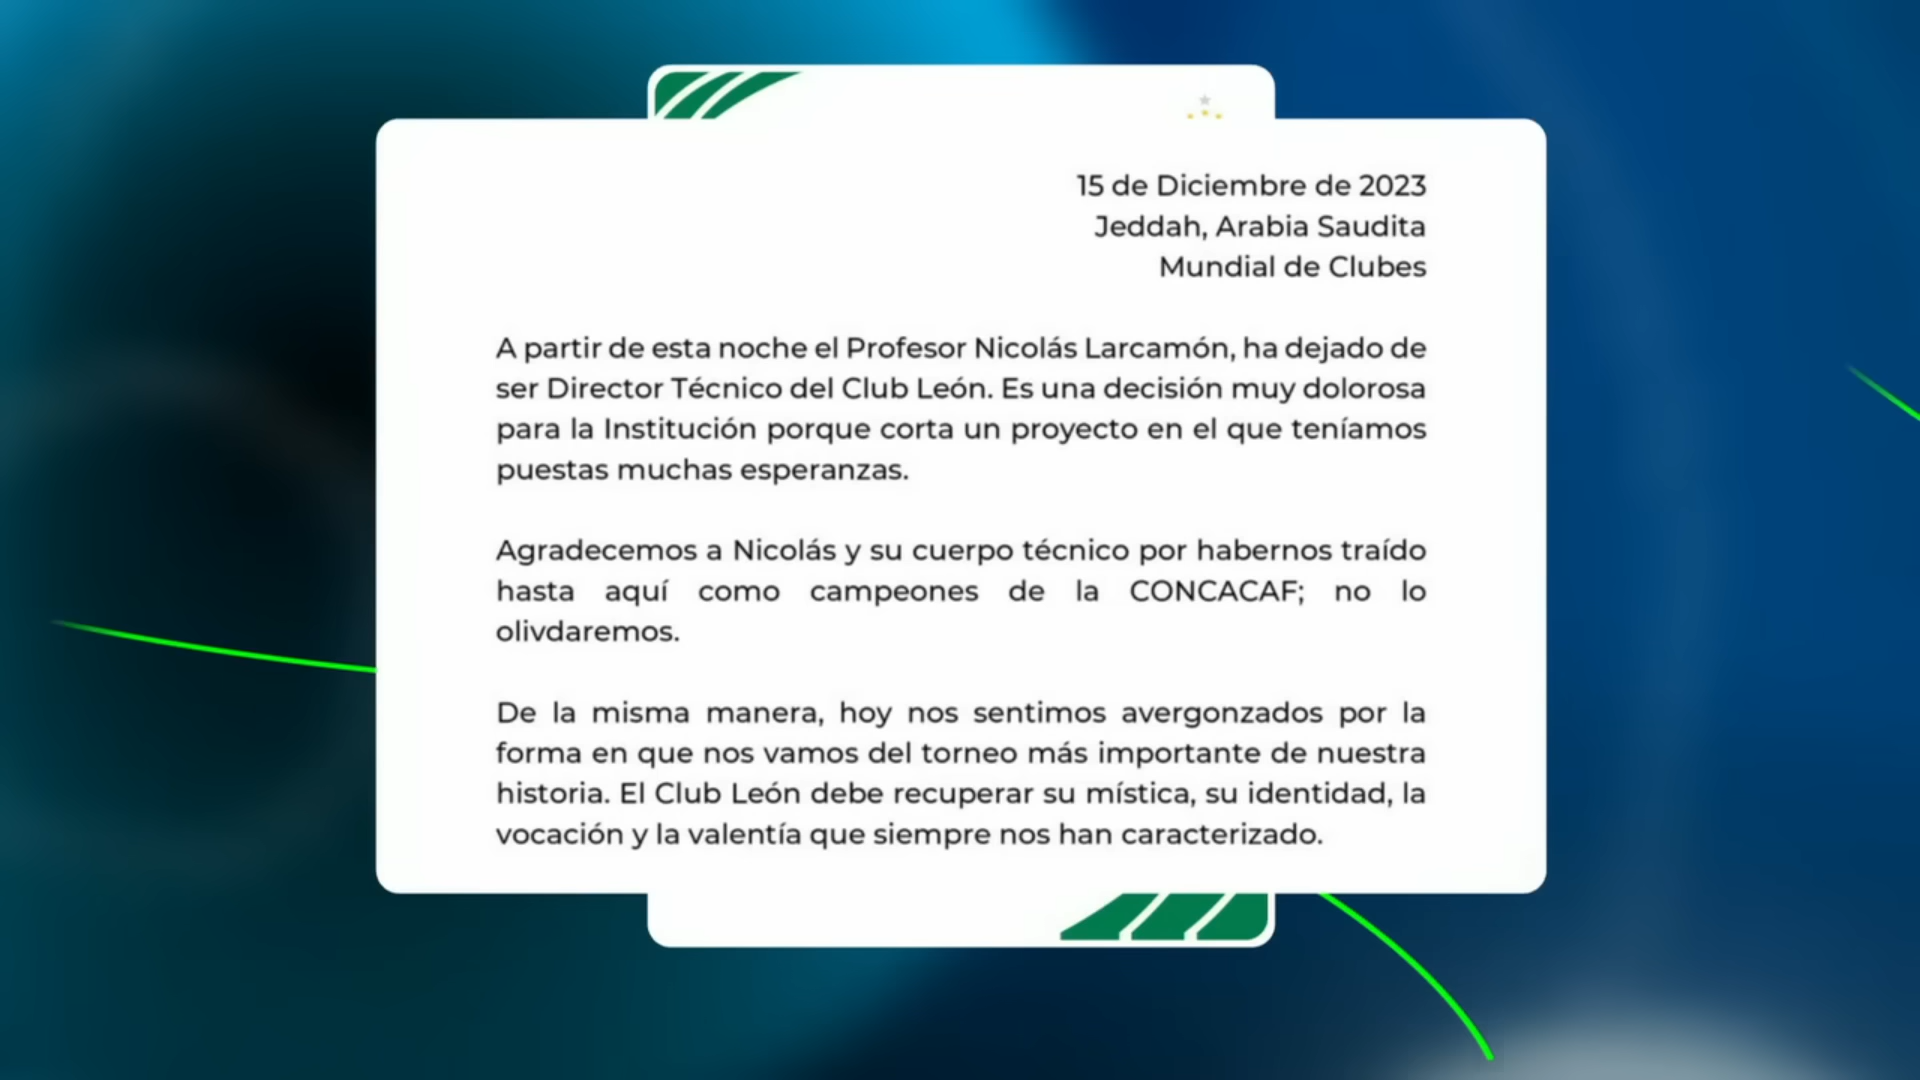 15 de Diciembre de 2023
Jeddah, Arabia Saudita
Mundial de Clubes
A partir de esta noche el Profesor Nicolás Larcamón, ha dejado de
ser Director Técnico del Club León. Es una decisión muy dolorosa
para la Institución porque corta un proyecto en el que teníamos
puestas muchas esperanzas.
Agradecemos a Nicolás y su cuerpo técnico por habernos traído
hasta aquí como campeones de la CONCACAF; no lo
olivdaremos.
De la misma manera, hoy nos sentimos avergonzados por la
forma en que nos vamos del torneo más importante de nuestra
historia. El Club León debe recuperar su mística, su identidad, la
vocación y la valentía que siempre nos han caracterizado.